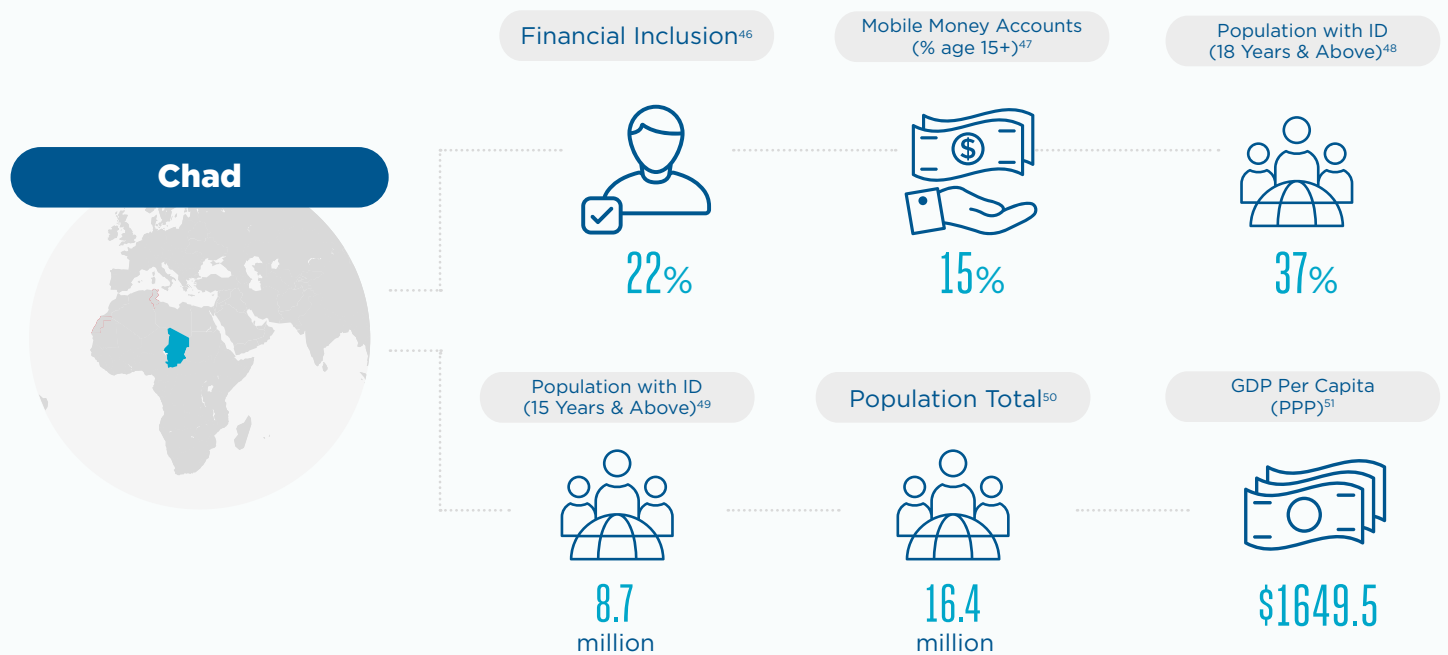 Chad
Financial Inclusion⁴⁶
22%
Mobile Money Accounts
(% age 15+)⁴⁷
$
15%
Population with ID
(18 Years & Above)⁴⁸
37%
Population with ID
(15 Years & Above)⁴⁹
8.7
million
Population Total⁵⁰
16.4
million
GDP Per Capita
(PPP)⁵¹
$1649.5